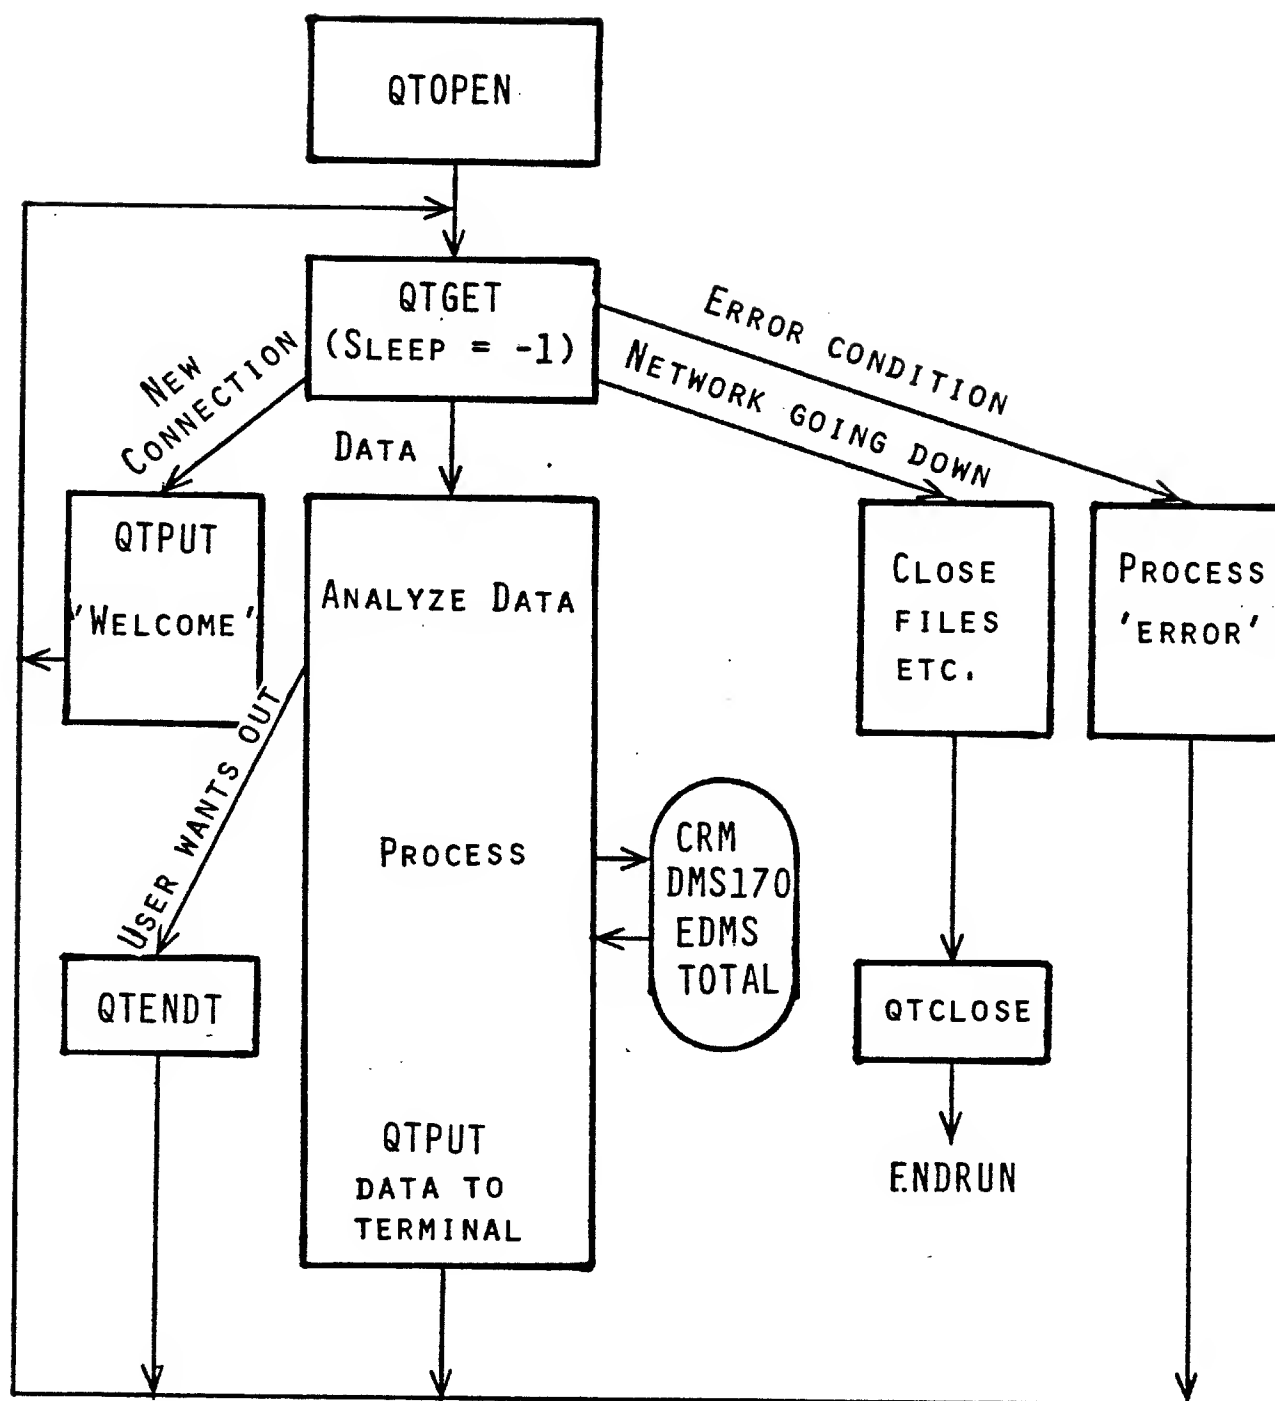 QTOPEN
QTGET
(SLEEP = -1)
NEW
CONNECTION
DATA
ERROR CONDITION
NETWORK GOING DOWN
QTPUT
'WELCOME'
ANALYZE DATA
CLOSE
FILES
ETC.
PROCESS
'ERROR'
USER WANTS OUT
PROCESS
CRM
DMS170
EDMS
TOTAL
QTENDT
QTCLOSE
QTPUT
DATA TO
TERMINAL
ENDRUN